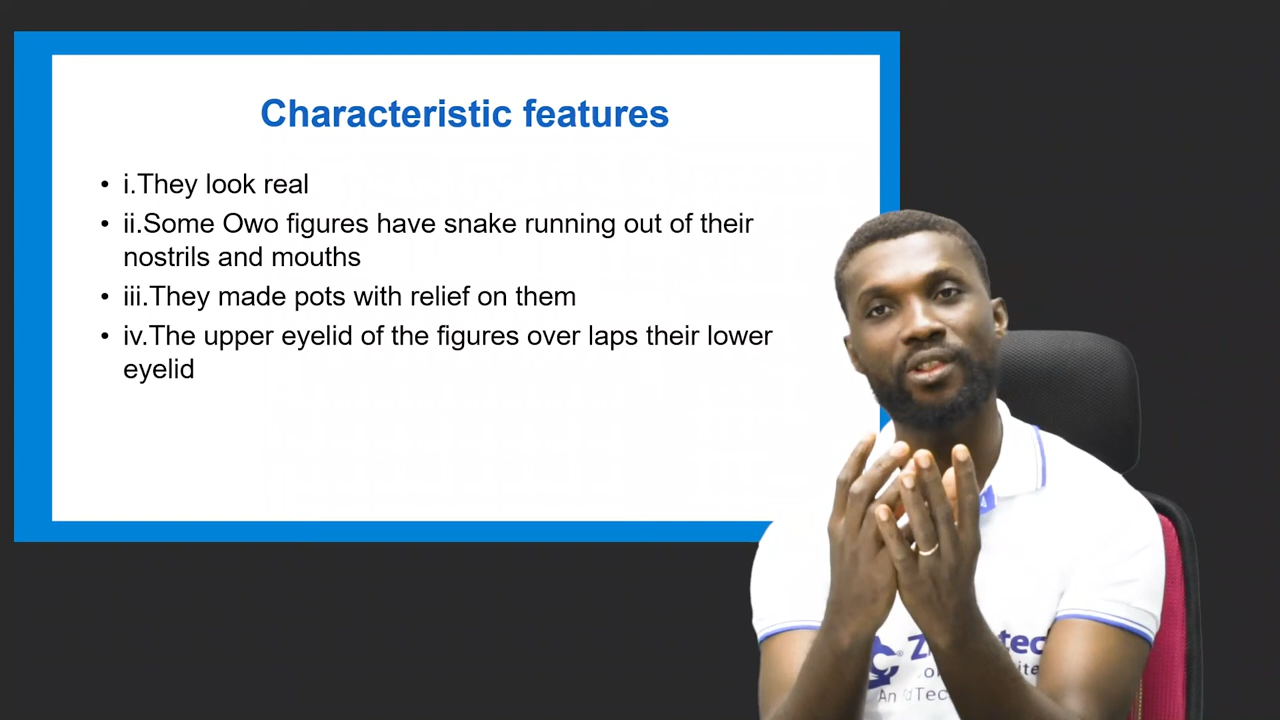 Characteristic features
• i.They look real
• ii.Some Owo figures have snake running out of their
nostrils and mouths
• iii.They made pots with relief on them
• iv.The upper eyelid of the figures over laps their lower
eyelid